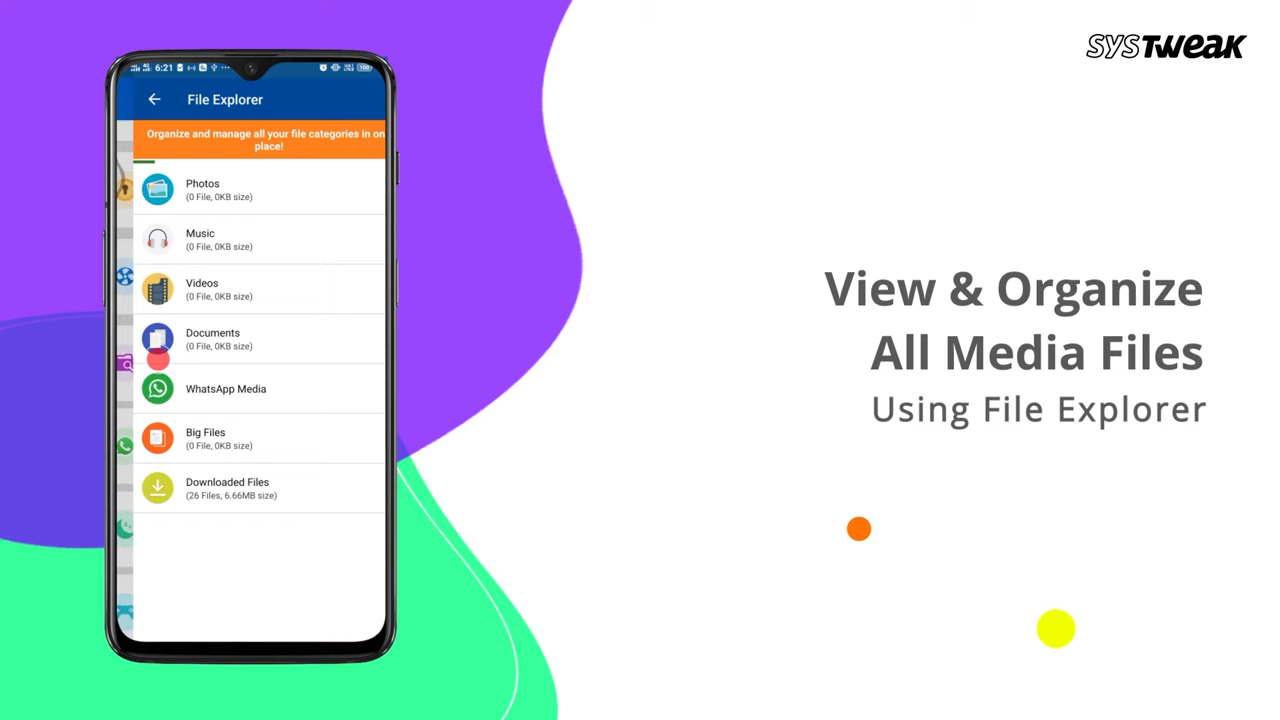 SYSTWEAK
6:21
File Explorer
Organize and manage all your file categories in on
place!
Photos
(0 File, 0KB size)
Music
(0 File, 0KB size)
Videos
(0 File, 0KB size)
Documents
(0 File, 0KB size)
WhatsApp Media
Big Files
(0 File, 0KB size)
Downloaded Files
(26 Files, 6.66MB size)
View & Organize
All Media Files
Using File Explorer